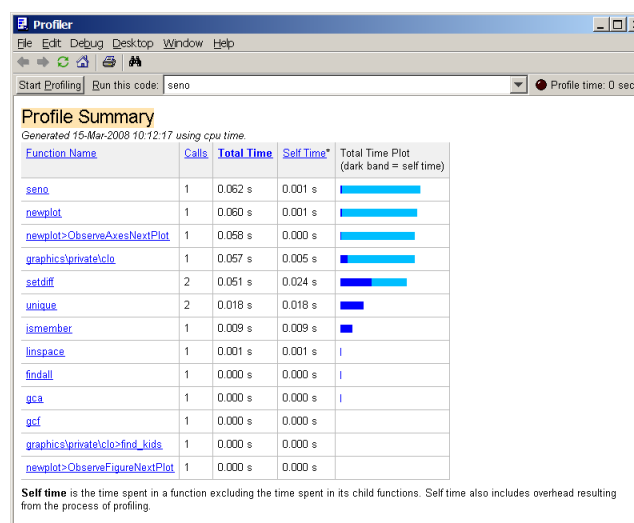 Profiler
File Edit Debug Desktop Window Help
Start Profiling Run this code: seno Profile time: 0 sec
Profile Summary
Generated 15-Mar-2008 10:12:17 using cpu time.
Function Name Calls Total Time Self Time* Total Time Plot
(dark band = self time)
seno 1 0.062 s 0.001 s
newplot 1 0.060 s 0.001 s
newplot>ObserveAxesNextPlot 1 0.058 s 0.000 s
graphics\private\clo 1 0.057 s 0.005 s
setdiff 2 0.051 s 0.024 s
unique 2 0.018 s 0.018 s
ismember 1 0.009 s 0.009 s
linspace 1 0.001 s 0.001 s
findall 1 0.000 s 0.000 s
gca 1 0.000 s 0.000 s
gcf 1 0.000 s 0.000 s
graphics\private\clo>find_kids 1 0.000 s 0.000 s
newplot>ObserveFigureNextPlot 1 0.000 s 0.000 s
Self time is the time spent in a function excluding the time spent in its child functions. Self time also includes overhead resulting
from the process of profiling.